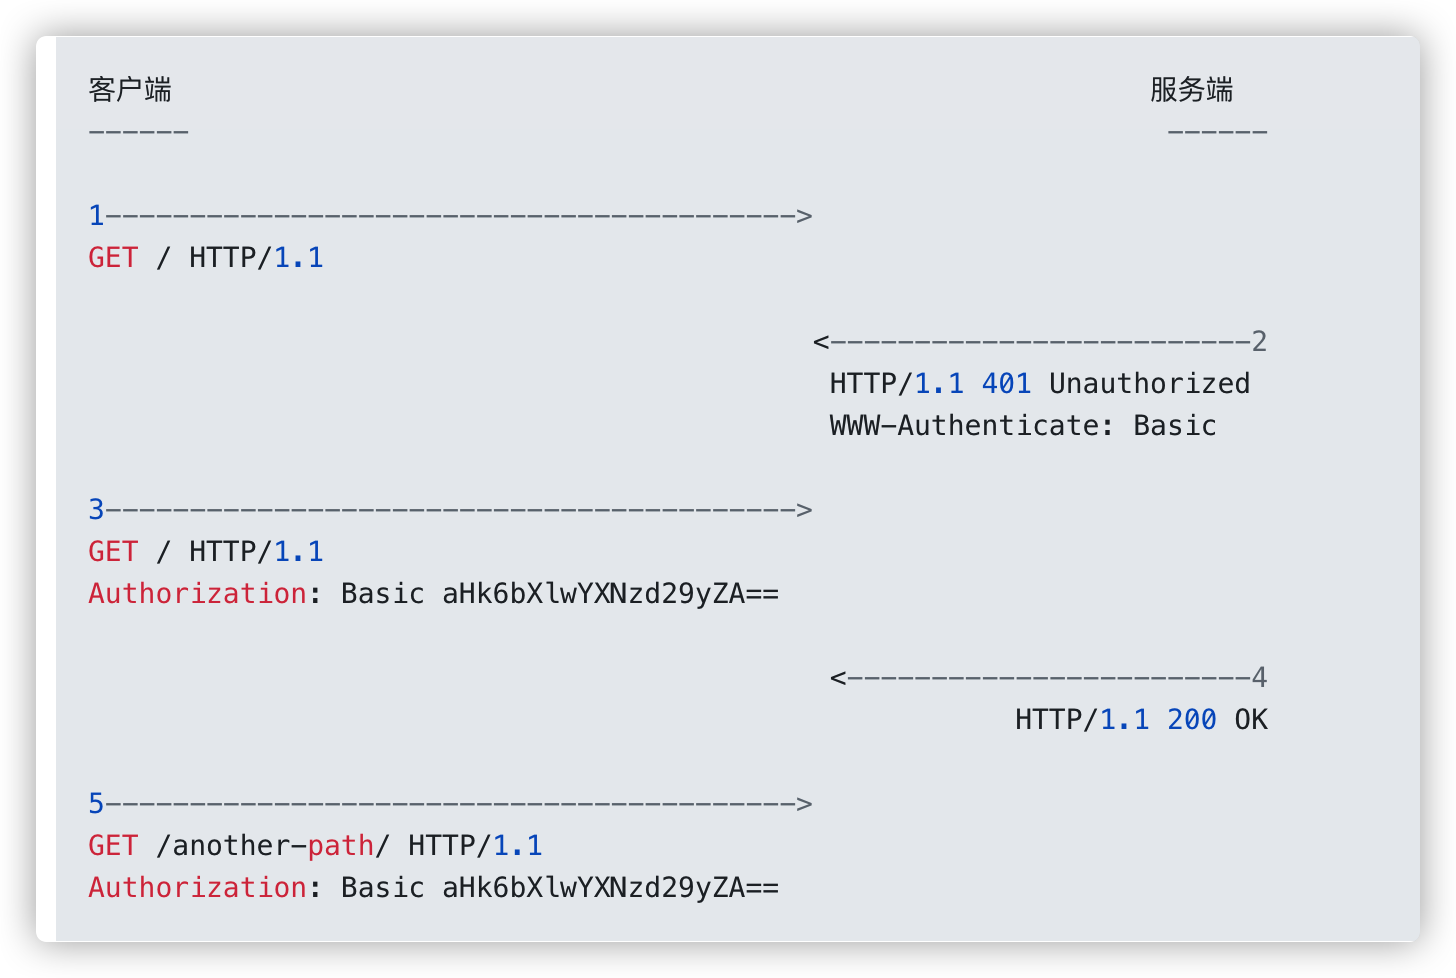 客户端 服务端
------ ------
1----------------------------------------->
GET / HTTP/1.1
<-------------------------2
HTTP/1.1 401 Unauthorized
WWW-Authenticate: Basic
3----------------------------------------->
GET / HTTP/1.1
Authorization: Basic aHk6bXlwYXNzd29yZA==
<------------------------4
HTTP/1.1 200 OK
5----------------------------------------->
GET /another-path/ HTTP/1.1
Authorization: Basic aHk6bXlwYXNzd29yZA==